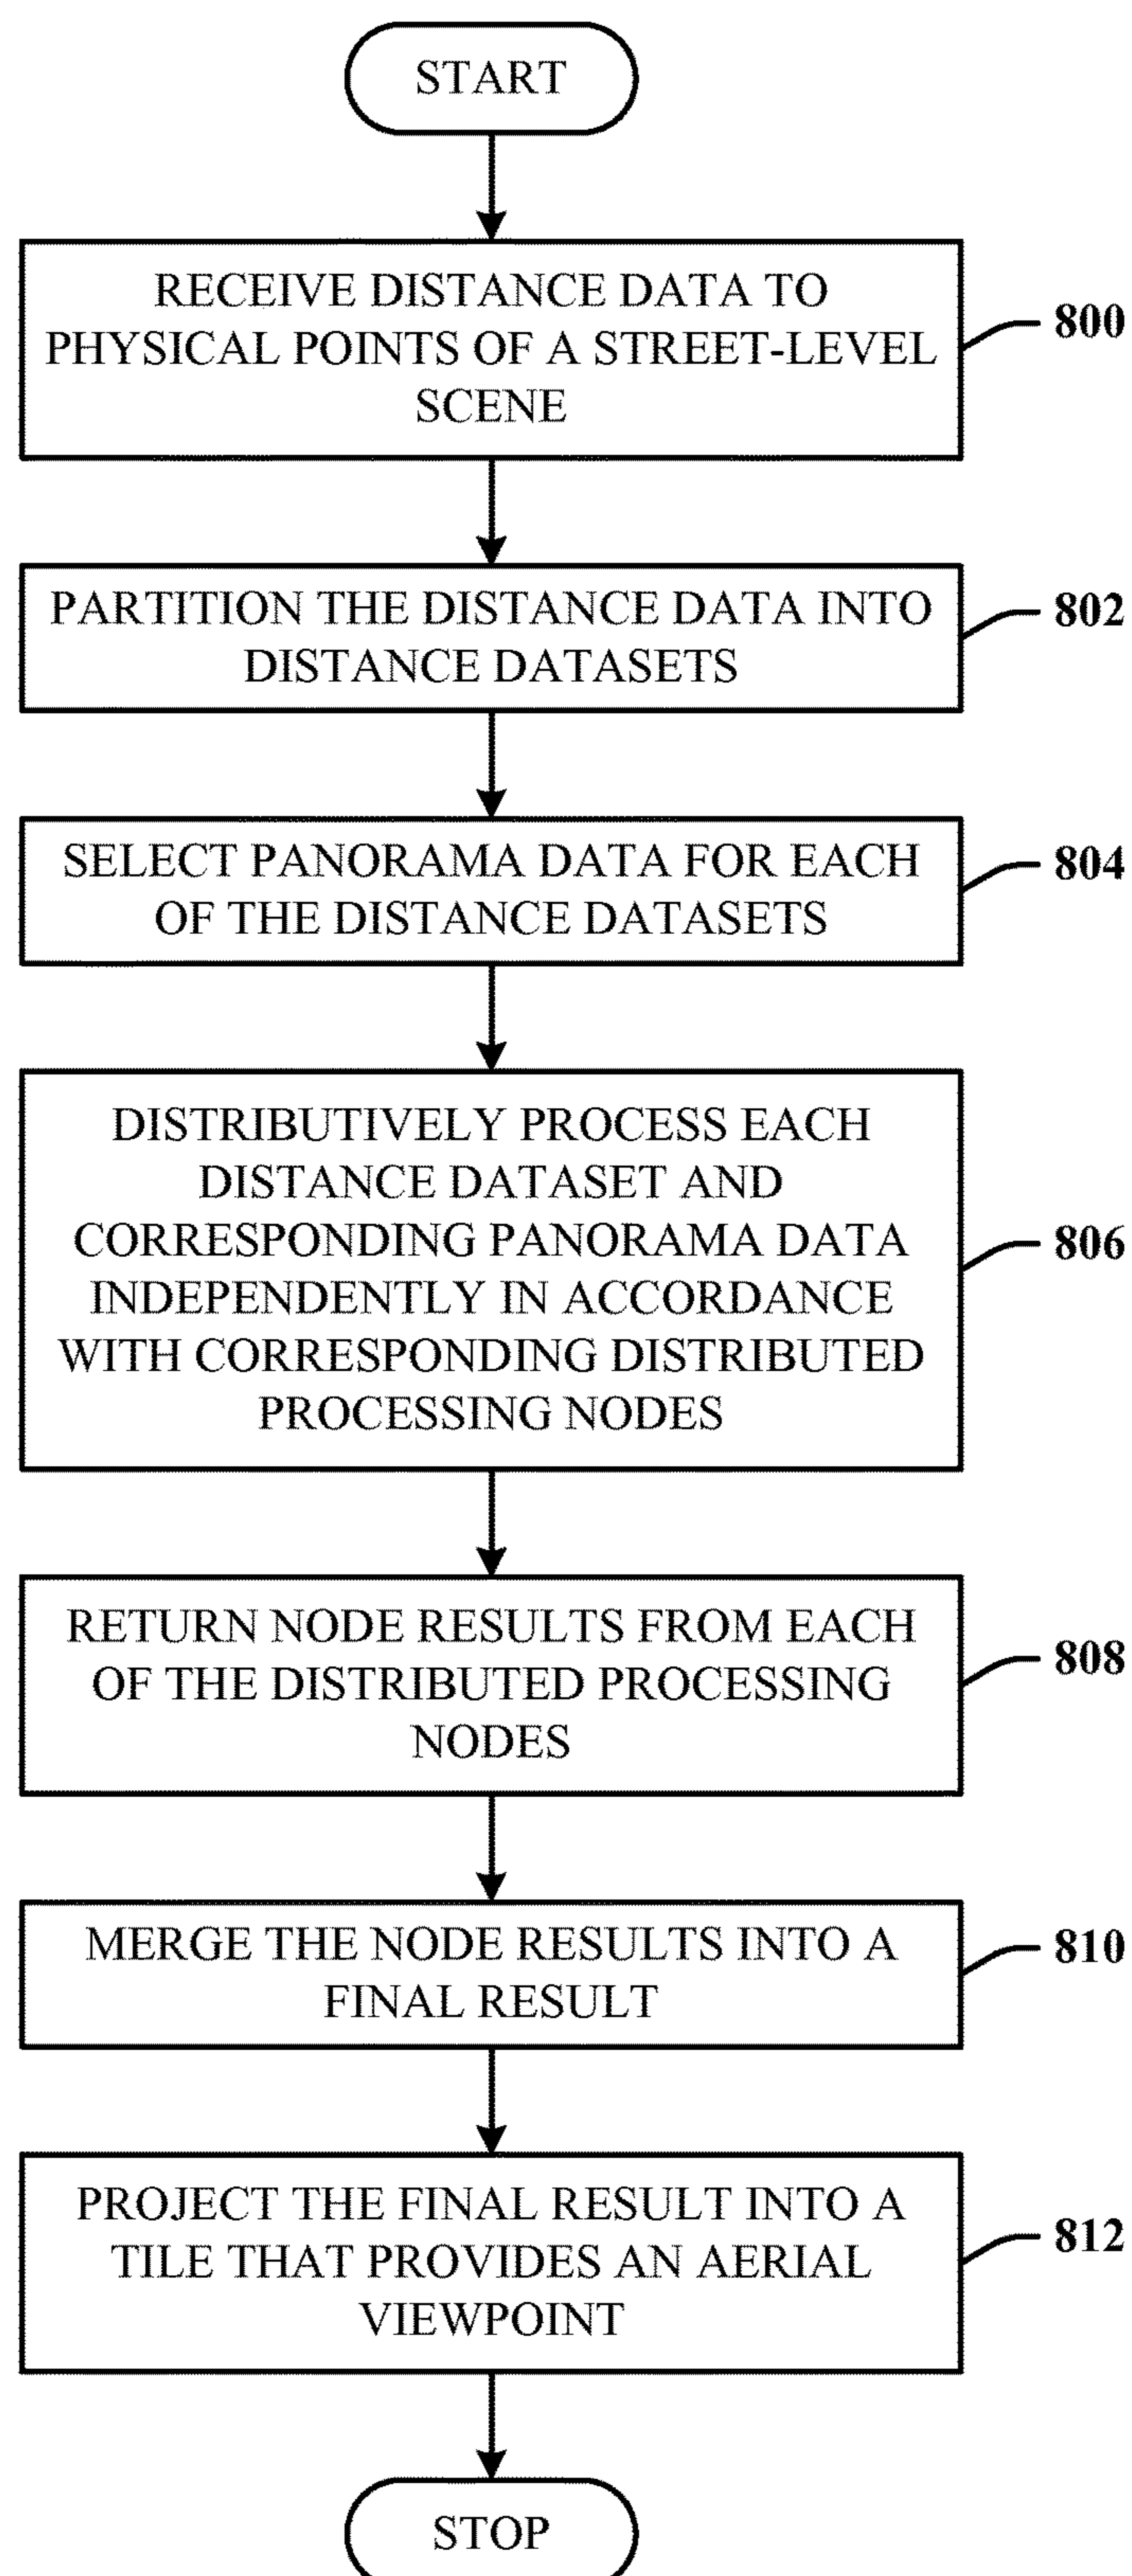 START
RECEIVE DISTANCE DATA TO
PHYSICAL POINTS OF A STREET-LEVEL
SCENE
800
PARTITION THE DISTANCE DATA INTO
DISTANCE DATASETS
802
SELECT PANORAMA DATA FOR EACH
OF THE DISTANCE DATASETS
804
DISTRIBUTIVELY PROCESS EACH
DISTANCE DATASET AND
CORRESPONDING PANORAMA DATA
INDEPENDENTLY IN ACCORDANCE
WITH CORRESPONDING DISTRIBUTED
PROCESSING NODES
806
RETURN NODE RESULTS FROM EACH
OF THE DISTRIBUTED PROCESSING
NODES
808
MERGE THE NODE RESULTS INTO A
FINAL RESULT
810
PROJECT THE FINAL RESULT INTO A
TILE THAT PROVIDES AN AERIAL
VIEWPOINT
812
STOP